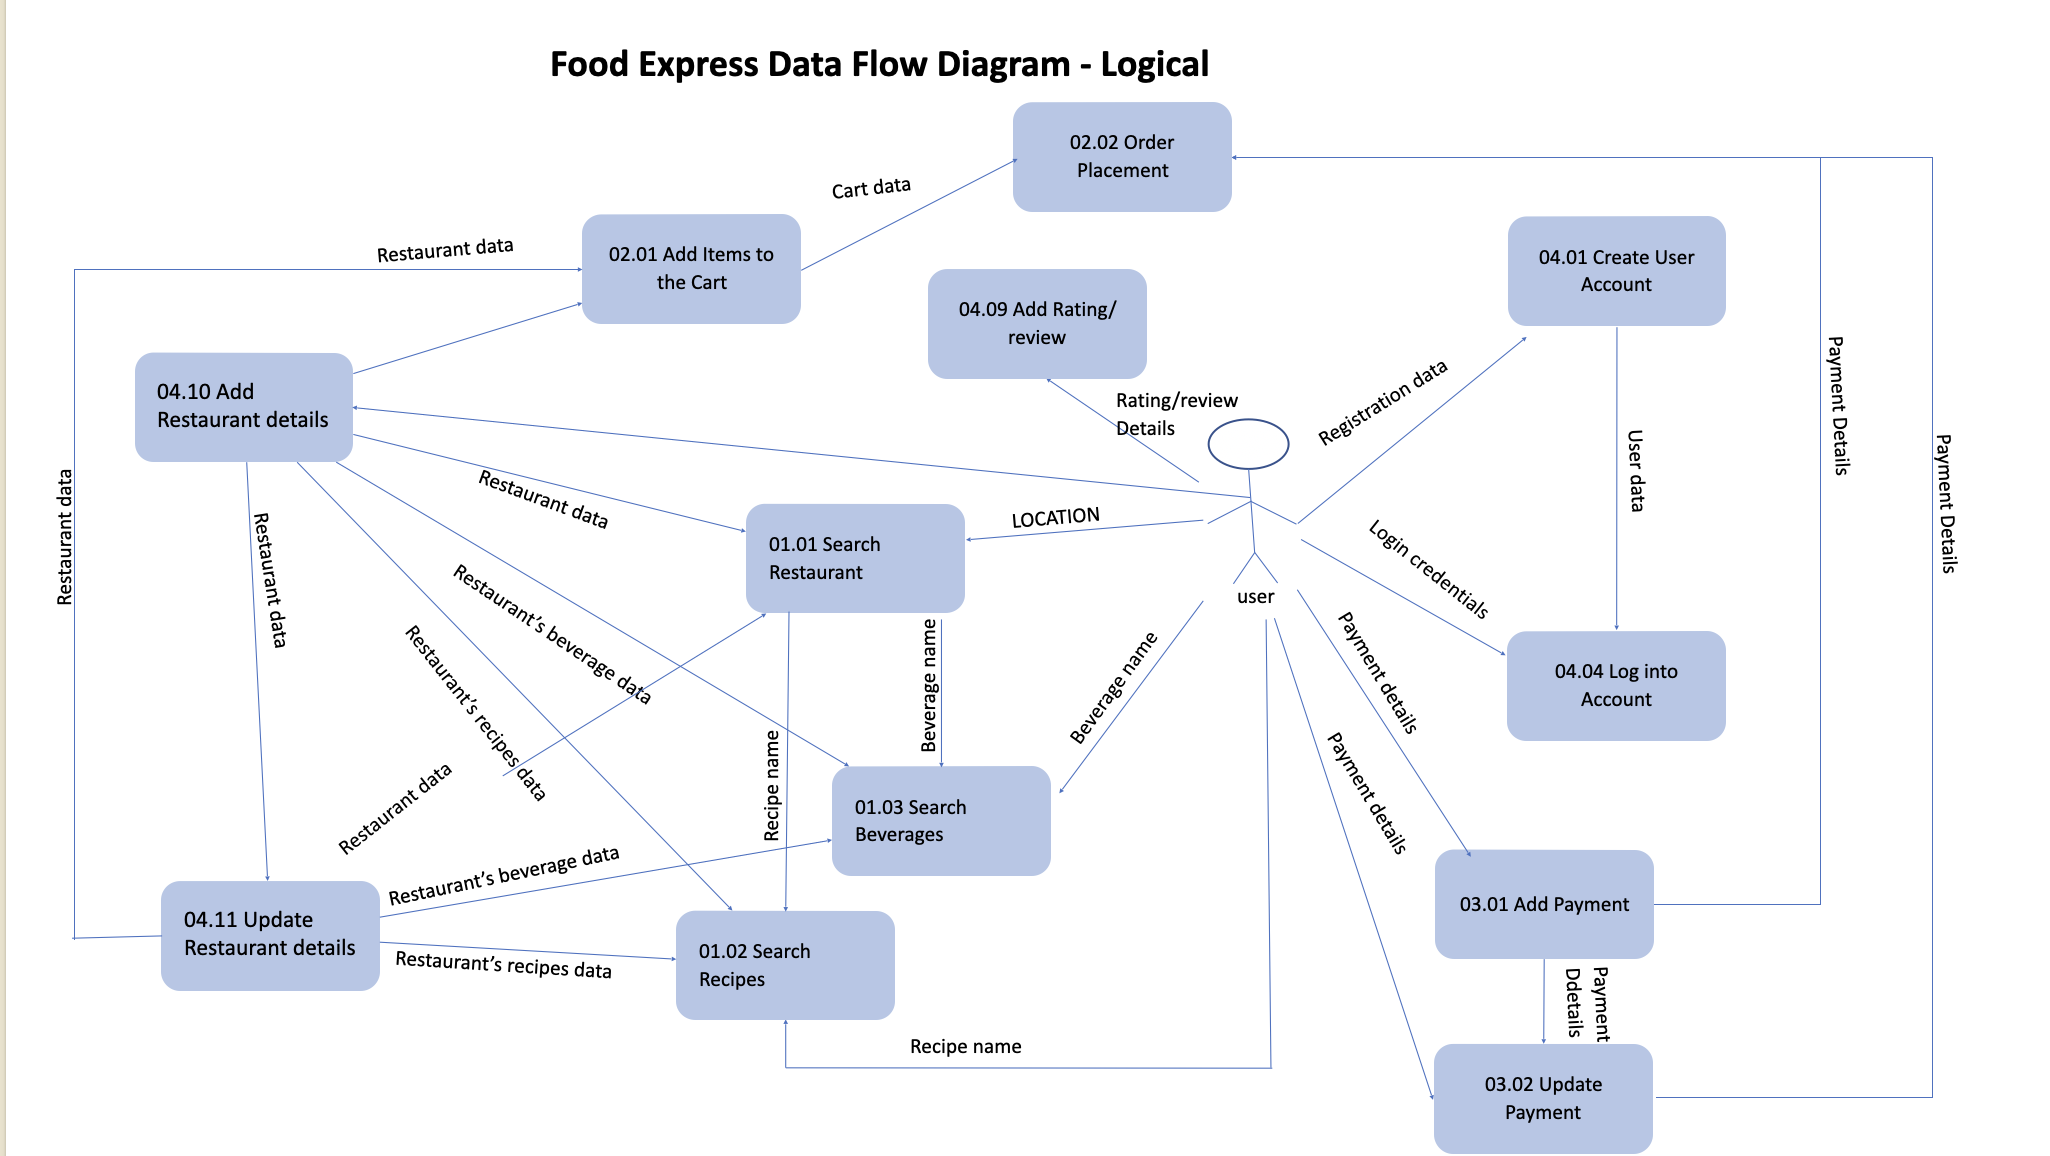 Food Express Data Flow Diagram - Logical
02.02 Order
Placement
Cart data
Restaurant data
02.01 Add Items to
the Cart
04.01 Create User
Account
04.09 Add Rating/
review
04.10 Add
Restaurant details
Rating/review
Details
Registration data
Payment Details
User data
Payment Details
Restaurant data
Restaurant data
Restaurant data
LOCATION
01.01 Search
Restaurant
Login credentials
user
Restaurant's beverage data
Restaurant's recipes data
Beverage name
Beverage name
Payment details
04.04 Log into
Account
Recipe name
Restaurant data
Payment details
01.03 Search
Beverages
Restaurant's beverage data
03.01 Add Payment
04.11 Update
Restaurant details
Restaurant's recipes data
01.02 Search
Recipes
Payment
Ddetails
Recipe name
03.02 Update
Payment